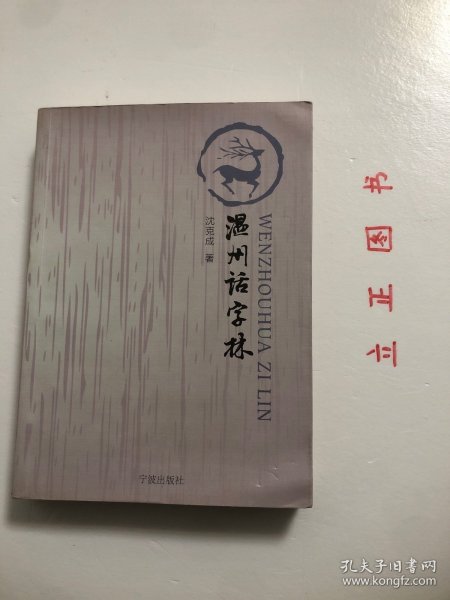 温州话字林
WENZHOUHUA ZI LIN
沈克成 著
宁波出版社
立正图书
孔夫子旧书网
www.kongfz.com